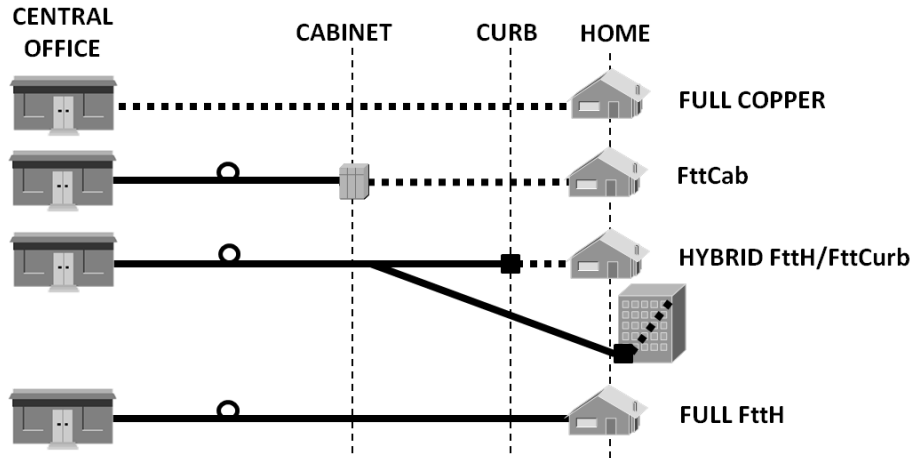 CENTRAL
OFFICE
CABINET
CURB
HOME
FULL COPPER
FttCab
HYBRID FttH/FttCurb
FULL FttH